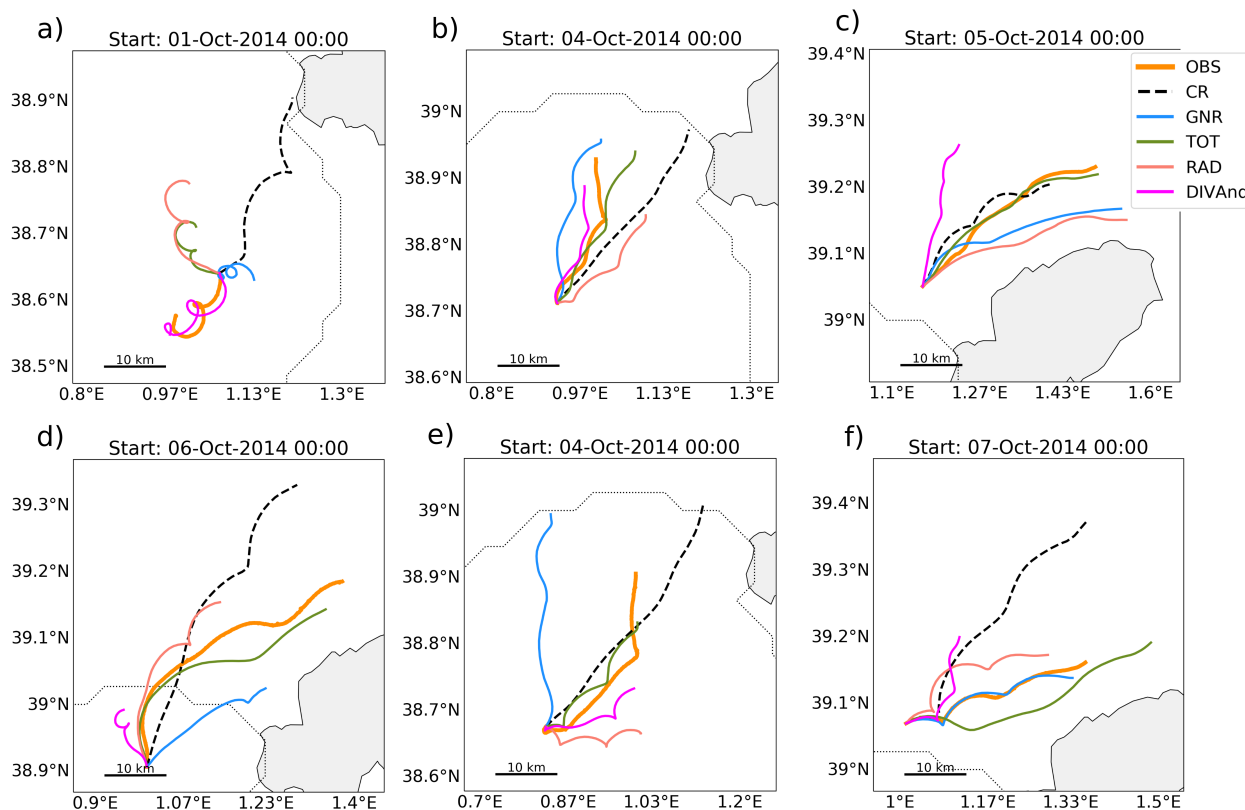 a)
Start: 01-Oct-2014 00:00
38.9°N
38.8°N
38.7°N
38.6°N
38.5°N
10 km
0.8°E 0.97°E 1.13°E 1.3°E
b)
Start: 04-Oct-2014 00:00
39°N
38.9°N
38.8°N
38.7°N
38.6°N
10 km
0.8°E 0.97°E 1.13°E 1.3°E
c)
Start: 05-Oct-2014 00:00
39.4°N
39.3°N
39.2°N
39.1°N
39°N
10 km
1.1°E 1.27°E 1.43°E 1.6°E
OBS
CR
GNR
TOT
RAD
DIVAnd
d)
Start: 06-Oct-2014 00:00
39.3°N
39.2°N
39.1°N
39°N
38.9°N
10 km
0.9°E 1.07°E 1.23°E 1.4°E
e)
Start: 04-Oct-2014 00:00
39°N
38.9°N
38.8°N
38.7°N
38.6°N
10 km
0.7°E 0.87°E 1.03°E 1.2°E
f)
Start: 07-Oct-2014 00:00
39.4°N
39.3°N
39.2°N
39.1°N
39°N
10 km
1°E 1.17°E 1.33°E 1.5°E